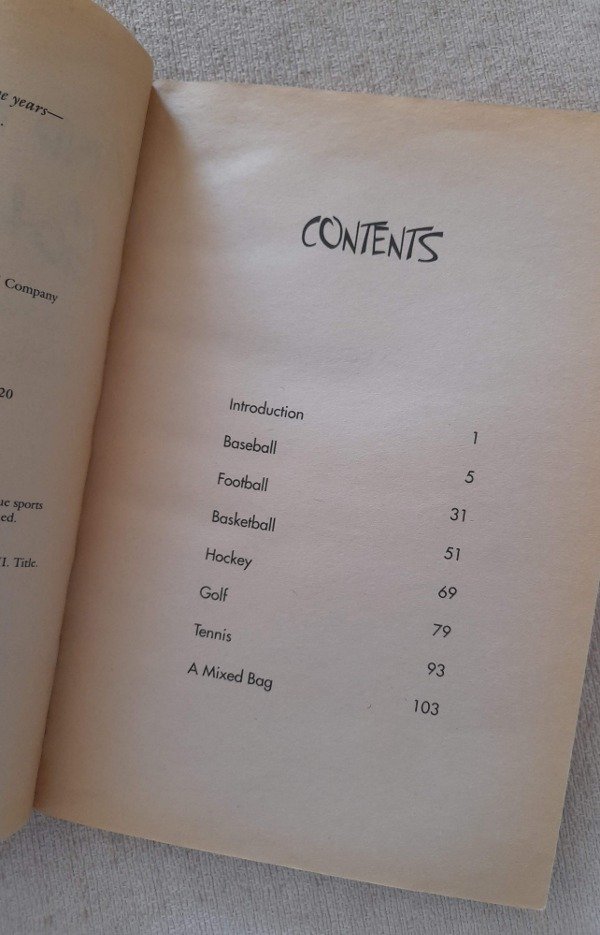 e years—
.
Company
20
ue sports
ed.
I. Title.
CONTENTS
Introduction 1
Baseball 5
Football 31
Basketball 51
Hockey 69
Golf 79
Tennis 93
A Mixed Bag 103